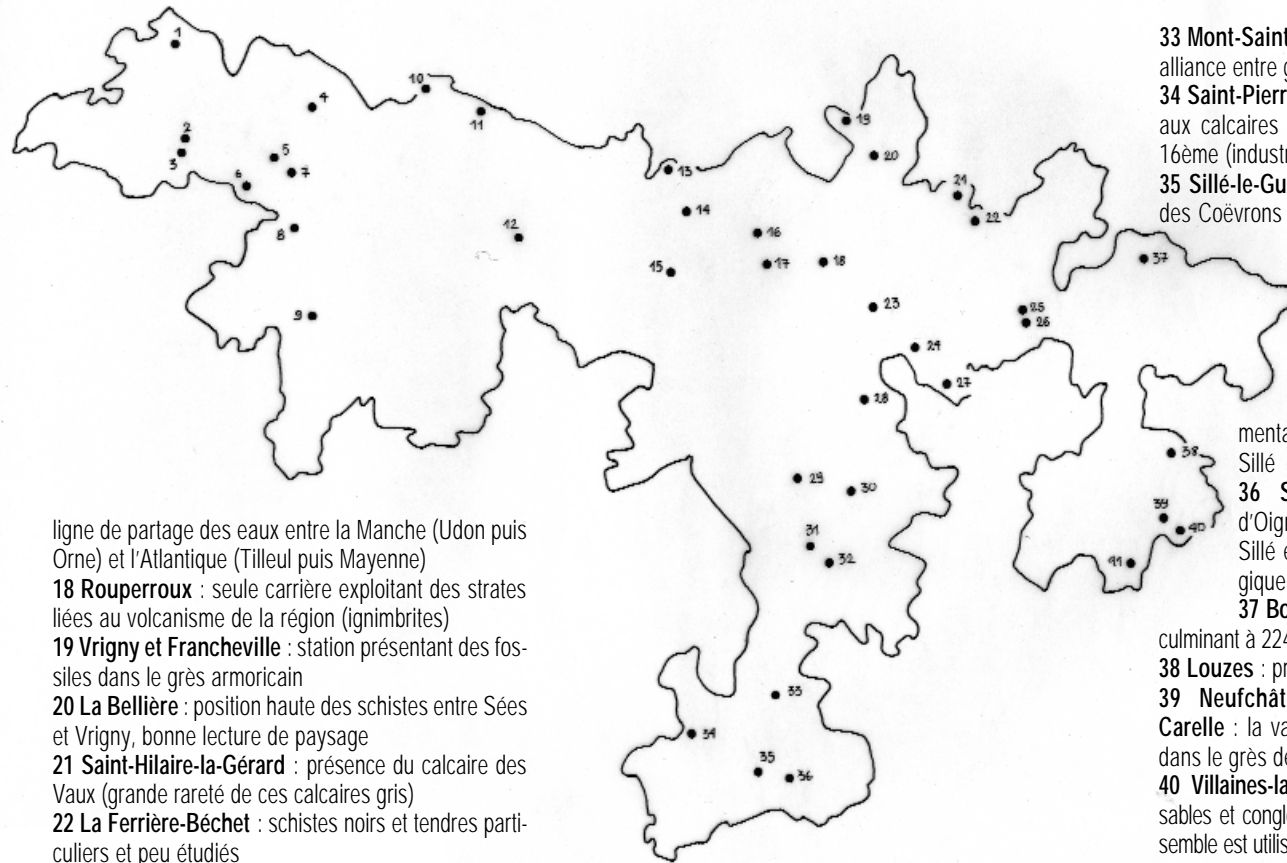 1
2
3
4
5
6
7
8
9
10
11
12
13
14
15
16
17
18
19
20
21
22
23
24
25
26
27
28
29
30
31
32
33
34
35
36
37
38
39
40
41
ligne de partage des eaux entre la Manche (Udon puis
Orne) et l'Atlantique (Tilleul puis Mayenne)
18 Rouperroux : seule carrière exploitant des strates
liées au volcanisme de la région (ignimbrites)
19 Vrigny et Francheville : station présentant des fos-
siles dans le grès armoricain
20 La Bellière : position haute des schistes entre Sées
et Vrigny, bonne lecture de paysage
21 Saint-Hilaire-la-Gérard : présence du calcaire des
Vaux (grande rareté de ces calcaires gris)
22 La Ferrière-Béchet : schistes noirs et tendres parti-
culiers et peu étudiés
33 Mont-Saint
alliance entre
34 Saint-Pierr
aux calcaires
16ème (industr
35 Sillé-le-Gu
des Coëvrons
menta
Sillé
36 S
d'Oign
Sillé e
gique
37 Bo
culminant à 224
38 Louzes : pr
39 Neufchât
Carelle : la va
dans le grès de
40 Villaines-la
sables et conglo
semble est utilis